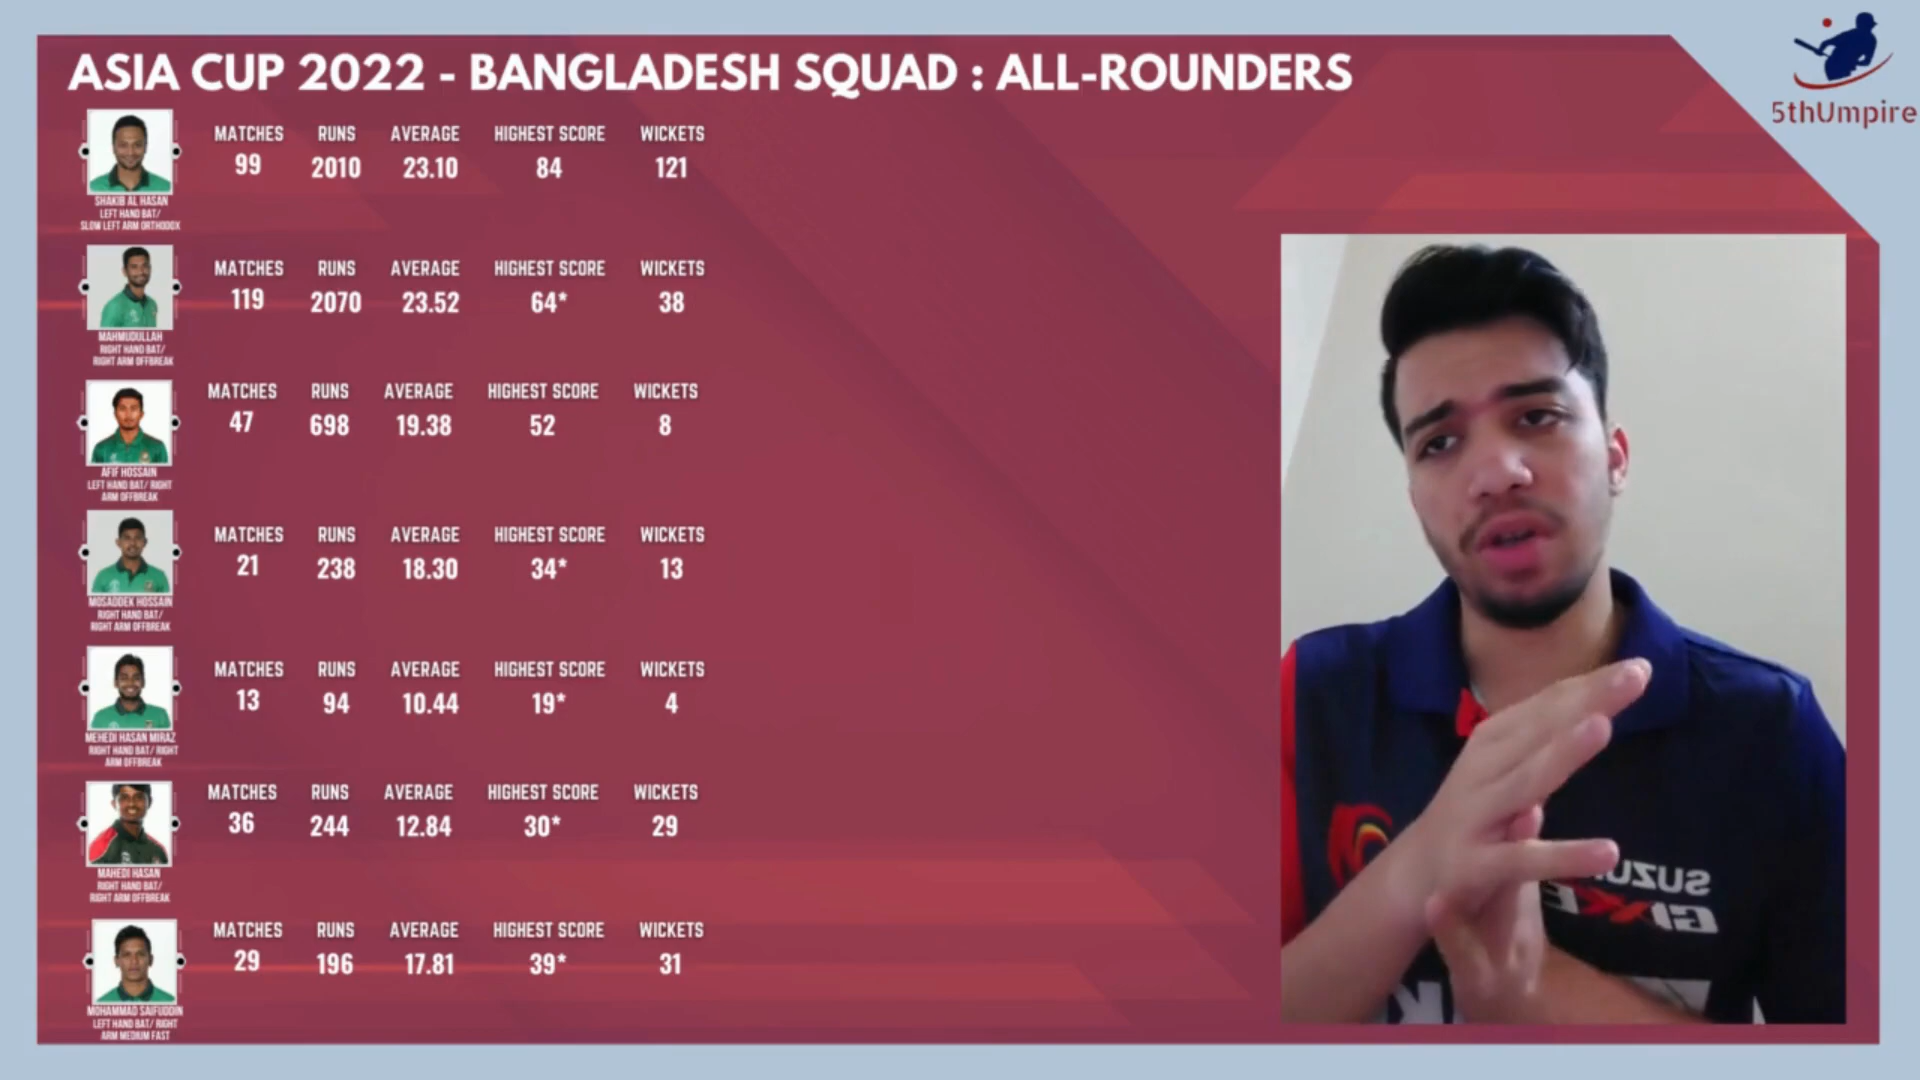 ASIA CUP 2022 - BANGLADESH SQUAD : ALL-ROUNDERS
5thUmpire
MATCHES RUNS AVERAGE HIGHEST SCORE WICKETS
99 2010 23.10 84 121
SHAKIB AL HASAN
LEFT HAND BAT/
SLOW LEFT ARM ORTHODOX
MATCHES RUNS AVERAGE HIGHEST SCORE WICKETS
119 2070 23.52 64* 38
MAHMUDULLAH
RIGHT HAND BAT/
RIGHT ARM OFFBREAK
MATCHES RUNS AVERAGE HIGHEST SCORE WICKETS
47 698 19.38 52 8
AFIF HOSSAIN
LEFT HAND BAT/ RIGHT
ARM OFFBREAK
MATCHES RUNS AVERAGE HIGHEST SCORE WICKETS
21 238 18.30 34* 13
MOSADDEK HOSSAIN
RIGHT HAND BAT/
RIGHT ARM OFFBREAK
MATCHES RUNS AVERAGE HIGHEST SCORE WICKETS
13 94 10.44 19* 4
MEHEDI HASAN MIRAZ
RIGHT HAND BAT/ RIGHT
ARM OFFBREAK
MATCHES RUNS AVERAGE HIGHEST SCORE WICKETS
36 244 12.84 30* 29
MAHEDI HASAN
RIGHT HAND BAT/
RIGHT ARM OFFBREAK
MATCHES RUNS AVERAGE HIGHEST SCORE WICKETS
29 196 17.81 39* 31
MOHAMMAD SAIFUDDIN
LEFT HAND BAT/ RIGHT
ARM MEDIUM FAST